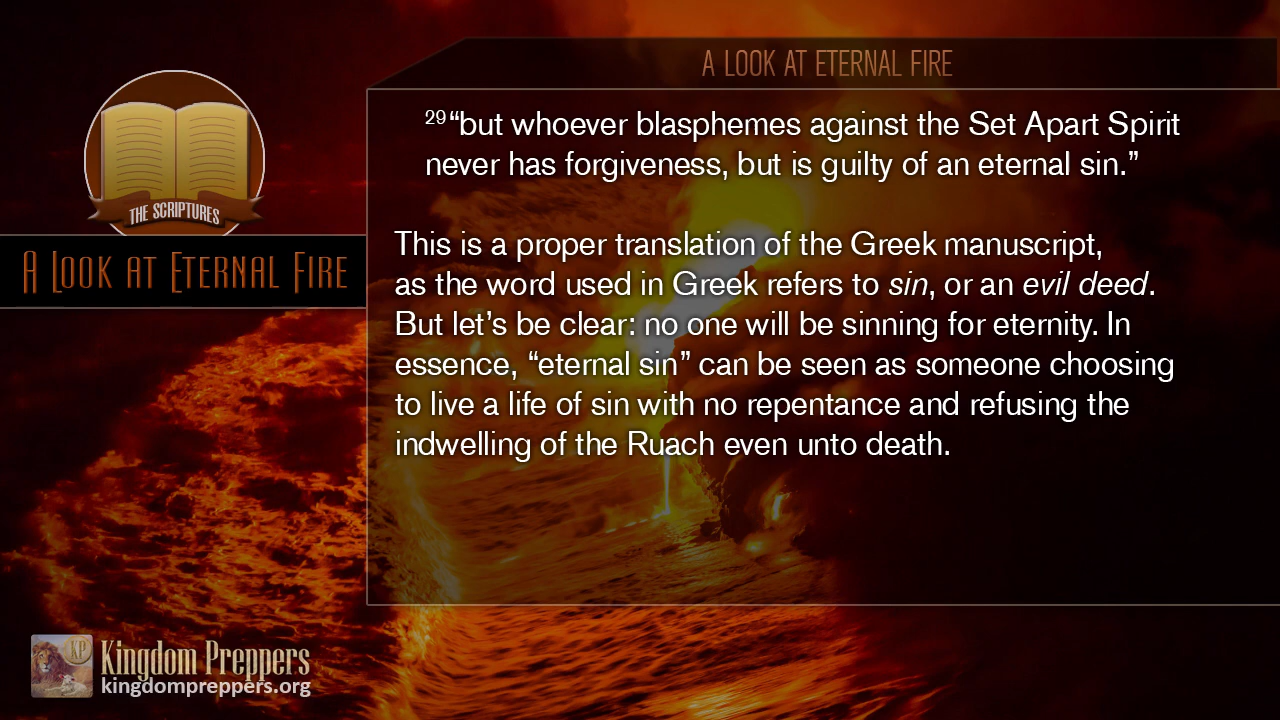 A LOOK AT ETERNAL FIRE
THE SCRIPTURES
A LOOK AT ETERNAL FIRE
29“but whoever blasphemes against the Set Apart Spirit
never has forgiveness, but is guilty of an eternal sin.”
This is a proper translation of the Greek manuscript,
as the word used in Greek refers to sin, or an evil deed.
But let’s be clear: no one will be sinning for eternity. In
essence, “eternal sin” can be seen as someone choosing
to live a life of sin with no repentance and refusing the
indwelling of the Ruach even unto death.
KP
Kingdom Preppers
kingdompreppers.org